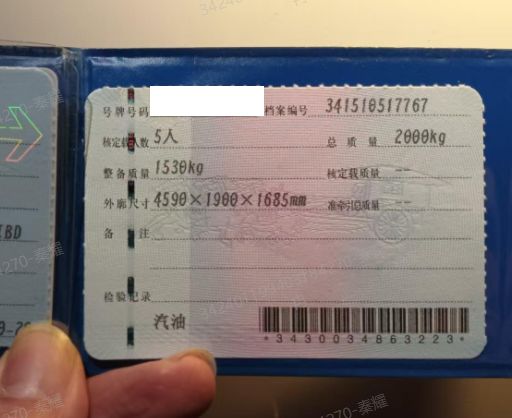 号牌号码 档案编号 341510517767
核定载人数 5人 总质量 2000kg
整备质量 1530kg 核定载质量 --
外廓尺寸 4590×1900×1685mm 准牵引总质量 --
IBD
备注
检验记录
汽油
*3430034863223*